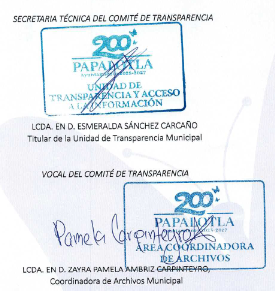 SECRETARIA TÉCNICA DEL COMITÉ DE TRANSPARENCIA
200
PAPALOTLA
UNIDAD DE
TRANSPARENCIA Y ACCESO
A LA INFORMACIÓN
LCDA. EN D. ESMERALDA SÁNCHEZ CARCAÑO
Titular de la Unidad de Transparencia Municipal
VOCAL DEL COMITÉ DE TRANSPARENCIA
200
PAPALOTLA
Pamela Carpinteyro
ÁREA COORDINADORA
DE ARCHIVOS
LCDA. EN D. ZAYRA PAMELA AMBRIZ CARPINTEYRO,
Coordinadora de Archivos Municipal